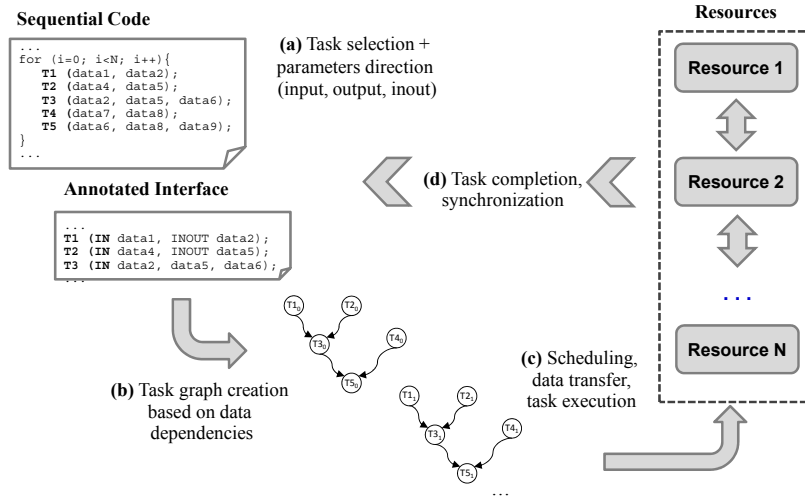 Sequential Code
...
for (i=0; i<N; i++){
T1 (data1, data2);
T2 (data4, data5);
T3 (data2, data5, data6);
T4 (data7, data8);
T5 (data6, data8, data9);
}
...
Annotated Interface
...
T1 (IN data1, INOUT data2);
T2 (IN data4, INOUT data5);
T3 (IN data2, data5, data6);
...
(a) Task selection +
parameters direction
(input, output, inout)
(d) Task completion,
synchronization
Resources
Resource 1
Resource 2
...
Resource N
(b) Task graph creation
based on data
dependencies
T1₀
T2₀
T3₀
T4₀
T5₀
T1₁
T2₁
T3₁
T4₁
T5₁
...
(c) Scheduling,
data transfer,
task execution